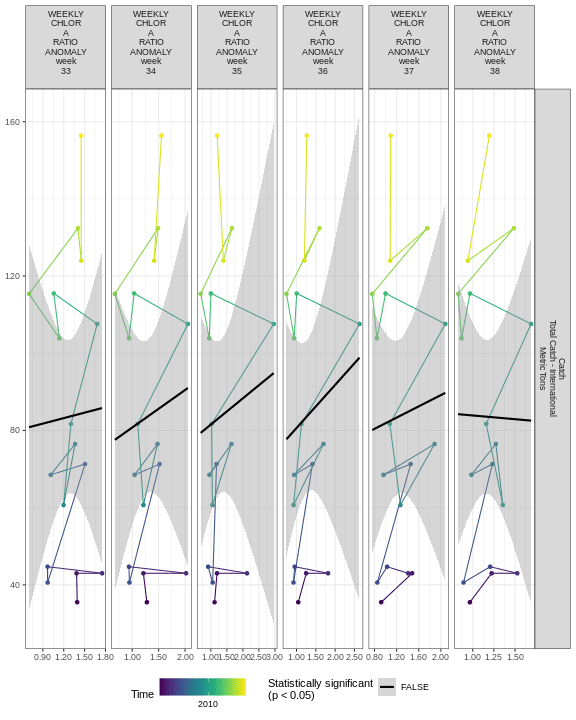 WEEKLY
CHLOR
A
RATIO
ANOMALY
week
33
WEEKLY
CHLOR
A
RATIO
ANOMALY
week
34
WEEKLY
CHLOR
A
RATIO
ANOMALY
week
35
WEEKLY
CHLOR
A
RATIO
ANOMALY
week
36
WEEKLY
CHLOR
A
RATIO
ANOMALY
week
37
WEEKLY
CHLOR
A
RATIO
ANOMALY
week
38
160
120
80
40
Catch
Total Catch - International
Metric Tons
0.90 1.20 1.50 1.80
1.00 1.50 2.00
1.00 1.50 2.00 2.50 3.00
1.00 1.50 2.00 2.50
0.80 1.20 1.60 2.00
1.00 1.25 1.50
Time
2010
Statistically significant
(p < 0.05)
FALSE